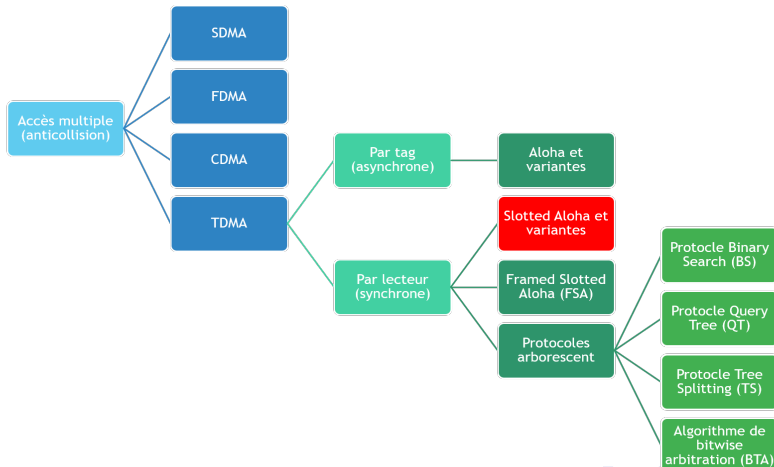 Accès multiple
(anticollision)
SDMA
FDMA
CDMA
TDMA
Par tag
(asynchrone)
Par lecteur
(synchrone)
Aloha et
variantes
Slotted Aloha et
variantes
Framed Slotted
Aloha (FSA)
Protocoles
arborescent
Protocle Binary
Search (BS)
Protocle Query
Tree (QT)
Protocle Tree
Splitting (TS)
Algorithme de
bitwise
arbitration (BTA)